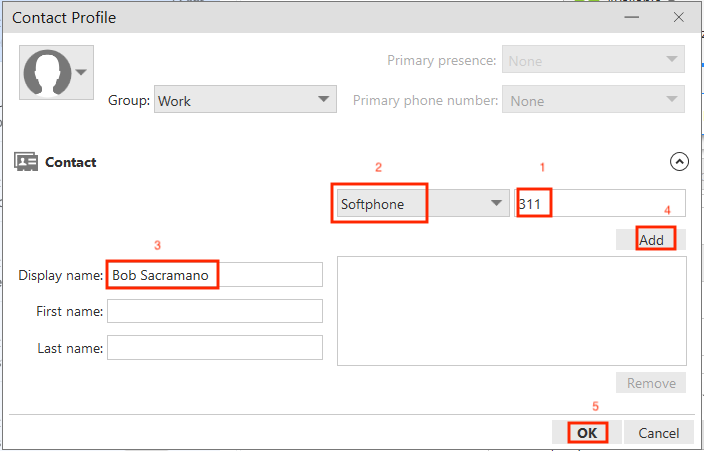 Contact Profile
Primary presence: None
Group: Work
Primary phone number: None
Contact
2
1
Softphone
311
4
Add
3
Display name: Bob Sacramano
First name:
Last name:
Remove
5
OK
Cancel